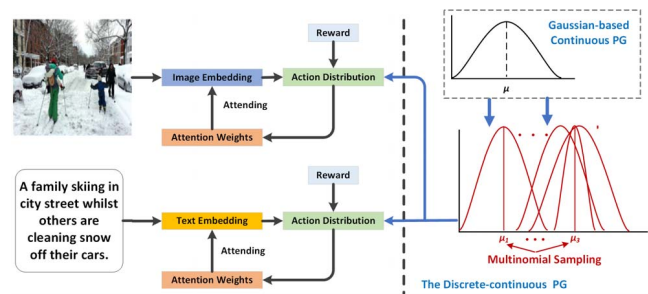 Reward
Image Embedding
Action Distribution
Attending
Attention Weights
A family skiing in
city street whilst
others are
cleaning snow
off their cars.
Reward
Text Embedding
Action Distribution
Attending
Attention Weights
Gaussian-based
Continuous PG
μ
μ₁ • • • μ₃
Multinomial Sampling
The Discrete-continuous PG